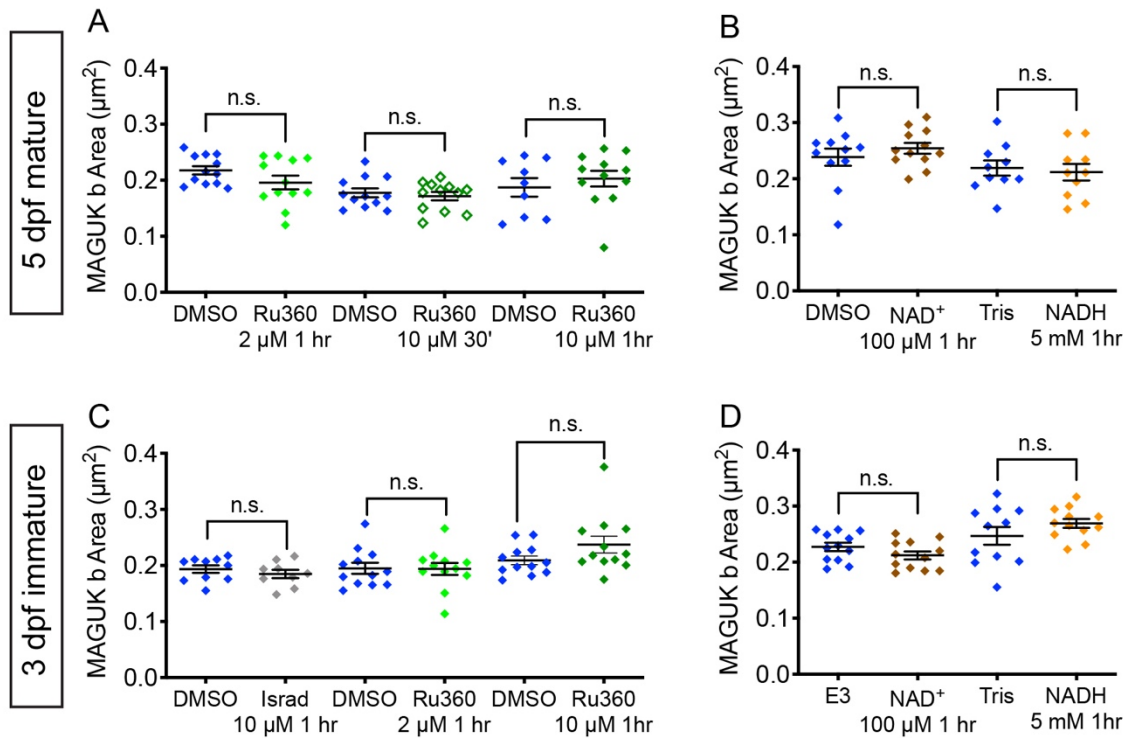 5 dpf mature
A
MAGUK b Area (µm²)
0.4
0.3
0.2
0.1
0.0
n.s.
n.s.
n.s.
DMSO Ru360 DMSO Ru360 DMSO Ru360
2 µM 1 hr 10 µM 30' 10 µM 1hr
B
MAGUK b Area (µm²)
0.4
0.3
0.2
0.1
0.0
n.s.
n.s.
DMSO NAD⁺ Tris NADH
100 µM 1 hr 5 mM 1hr
3 dpf immature
C
MAGUK b Area (µm²)
0.4
0.3
0.2
0.1
0.0
n.s.
n.s.
n.s.
DMSO Israd DMSO Ru360 DMSO Ru360
10 µM 1 hr 2 µM 1 hr 10 µM 1hr
D
MAGUK b Area (µm²)
0.4
0.3
0.2
0.1
0.0
n.s.
n.s.
E3 NAD⁺ Tris NADH
100 µM 1 hr 5 mM 1hr